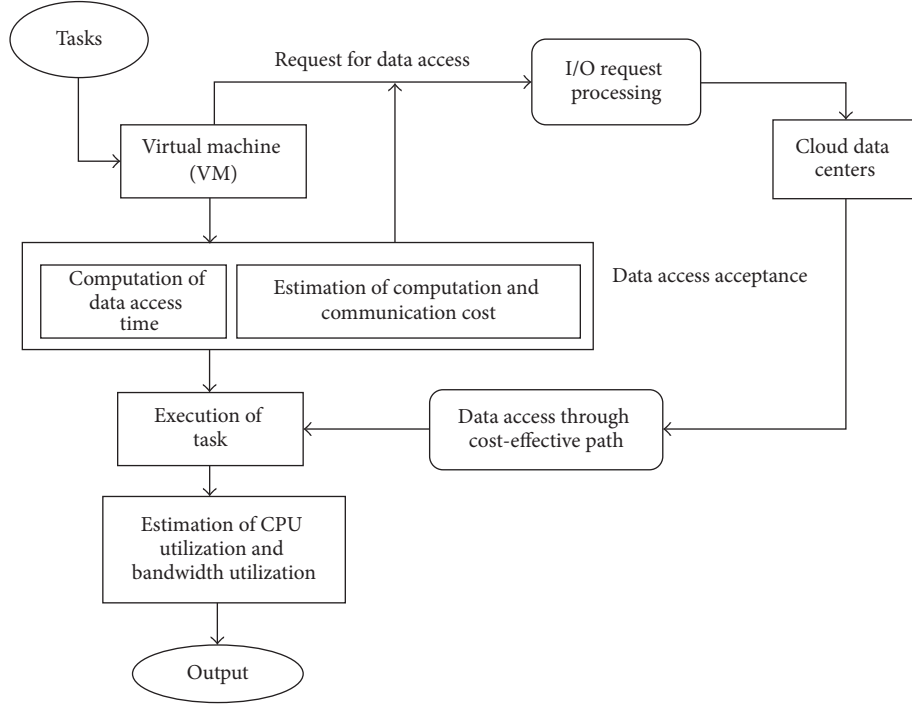 Tasks
Request for data access
I/O request
processing
Virtual machine
(VM)
Cloud data
centers
Computation of
data access
time
Estimation of computation and
communication cost
Data access acceptance
Execution of
task
Data access through
cost-effective path
Estimation of CPU
utilization and
bandwidth utilization
Output